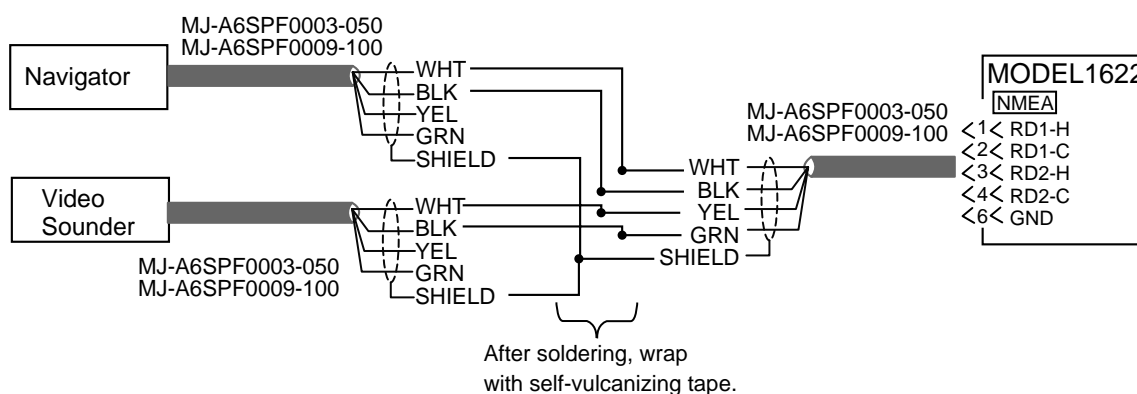 MJ-A6SPF0003-050
MJ-A6SPF0009-100
Navigator
WHT
BLK
YEL
GRN
SHIELD
Video
Sounder
WHT
BLK
YEL
GRN
SHIELD
MJ-A6SPF0003-050
MJ-A6SPF0009-100
WHT
BLK
YEL
GRN
SHIELD
MJ-A6SPF0003-050
MJ-A6SPF0009-100
MODEL1622
NMEA
1 RD1-H
2 RD1-C
3 RD2-H
4 RD2-C
6 GND
After soldering, wrap
with self-vulcanizing tape.